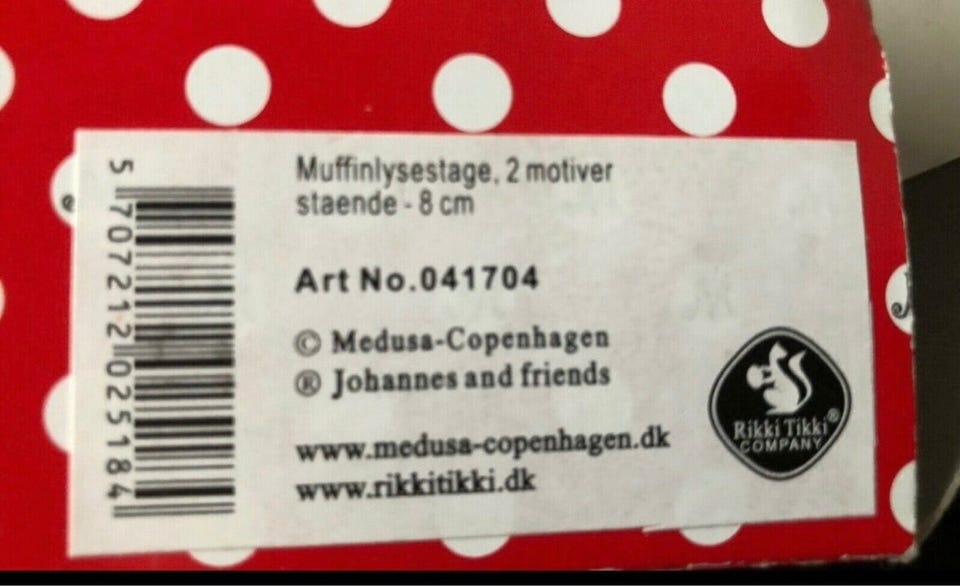 Muffinlysestage, 2 motiver
staende - 8 cm
Art No.041704
© Medusa-Copenhagen
® Johannes and friends
www.medusa-copenhagen.dk
www.rikkitikki.dk
Rikki Tikki®
COMPANY
5 707212 025184